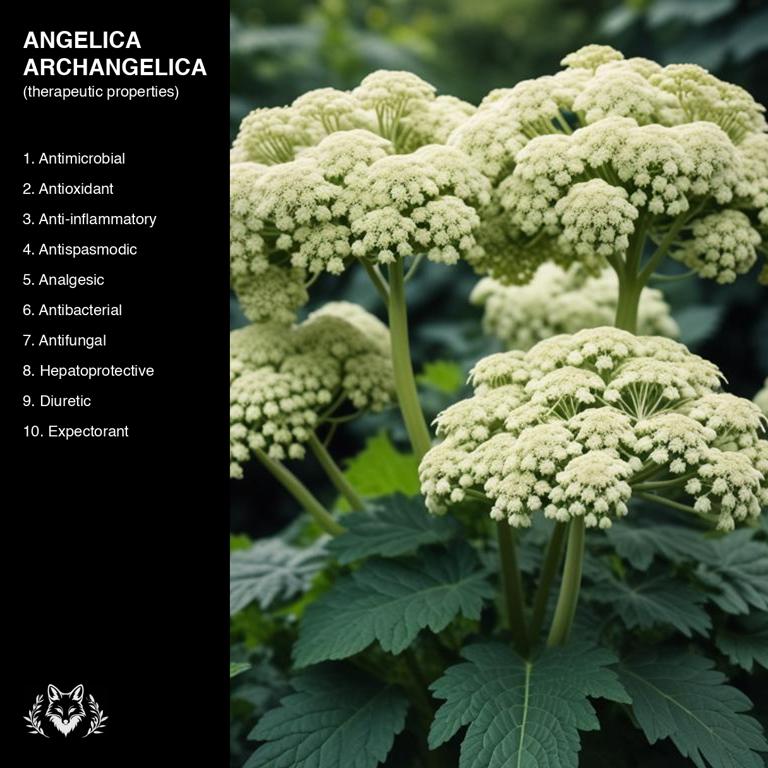 ANGELICA
ARCHANGELICA
(therapeutic properties)
1. Antimicrobial
2. Antioxidant
3. Anti-inflammatory
4. Antispasmodic
5. Analgesic
6. Antibacterial
7. Antifungal
8. Hepatoprotective
9. Diuretic
10. Expectorant